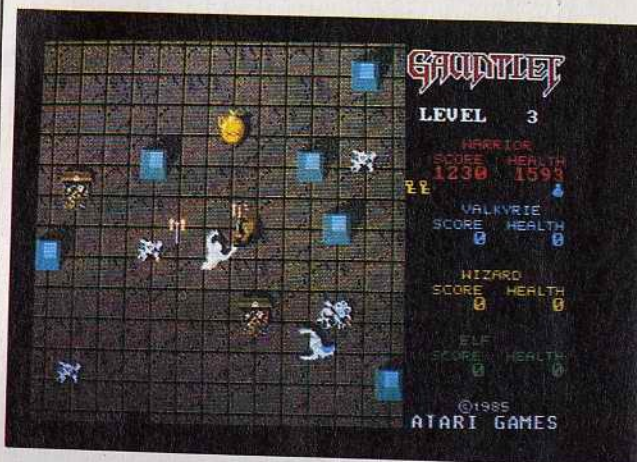 GAUNTLET
LEVEL 3
WARRIOR
SCORE HEALTH
1230 1593
VALKYRIE
SCORE HEALTH
0 0
WIZARD
SCORE HEALTH
0 0
ELF
SCORE HEALTH
0 0
©1985
ATARI GAMES